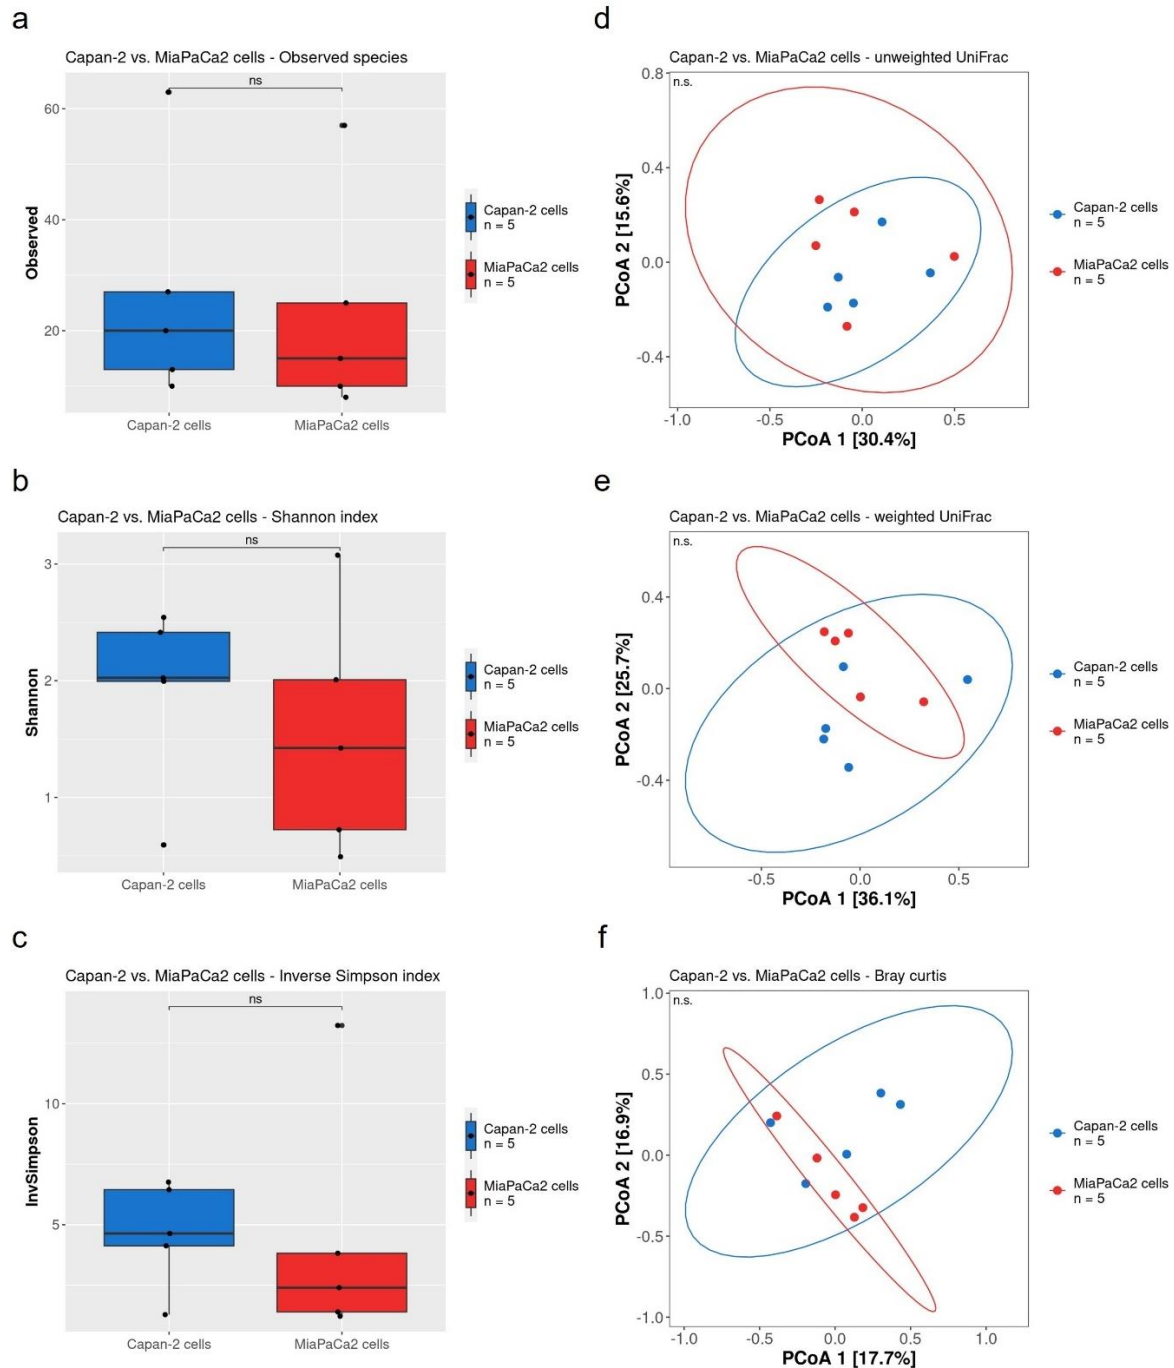 a
Capan-2 vs. MiaPaCa2 cells - Observed species
ns
60
40
20
Observed
Capan-2 cells
MiaPaCa2 cells
Capan-2 cells
n = 5
MiaPaCa2 cells
n = 5
b
Capan-2 vs. MiaPaCa2 cells - Shannon index
ns
3
2
1
Shannon
Capan-2 cells
MiaPaCa2 cells
Capan-2 cells
n = 5
MiaPaCa2 cells
n = 5
c
Capan-2 vs. MiaPaCa2 cells - Inverse Simpson index
ns
10
5
InvSimpson
Capan-2 cells
MiaPaCa2 cells
Capan-2 cells
n = 5
MiaPaCa2 cells
n = 5
d
Capan-2 vs. MiaPaCa2 cells - unweighted UniFrac
n.s.
0.8
0.4
0.0
-0.4
PCoA 2 [15.6%]
-1.0 -0.5 0.0 0.5
PCoA 1 [30.4%]
Capan-2 cells
n = 5
MiaPaCa2 cells
n = 5
e
Capan-2 vs. MiaPaCa2 cells - weighted UniFrac
n.s.
0.4
0.0
-0.4
PCoA 2 [25.7%]
-0.5 0.0 0.5
PCoA 1 [36.1%]
Capan-2 cells
n = 5
MiaPaCa2 cells
n = 5
f
Capan-2 vs. MiaPaCa2 cells - Bray curtis
n.s.
1.0
0.5
0.0
-0.5
-1.0
PCoA 2 [16.9%]
-1.0 -0.5 0.0 0.5 1.0
PCoA 1 [17.7%]
Capan-2 cells
n = 5
MiaPaCa2 cells
n = 5